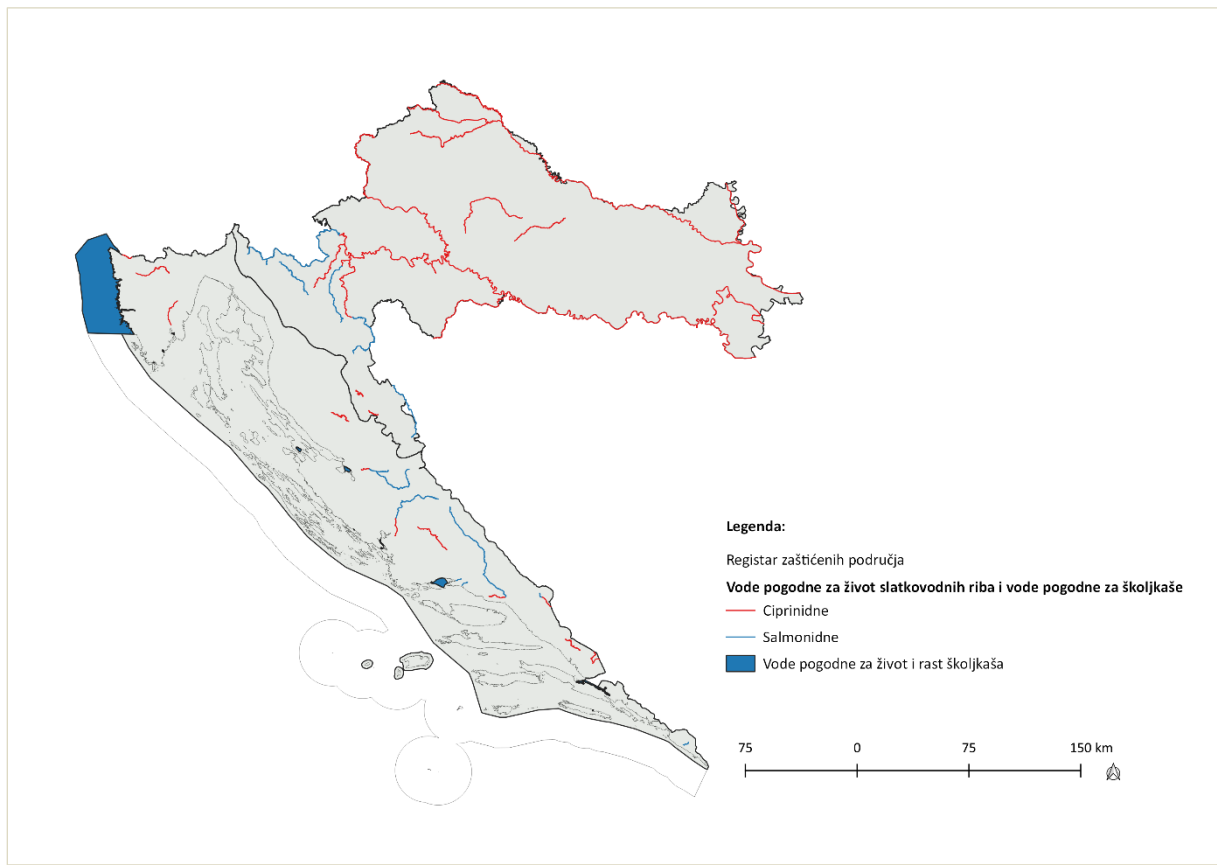 Legenda:
Registar zaštićenih područja
Vode pogodne za život slatkovodnih riba i vode pogodne za školjkaše
Ciprinidne
Salmonidne
Vode pogodne za život i rast školjkaša
75 0 75 150 km